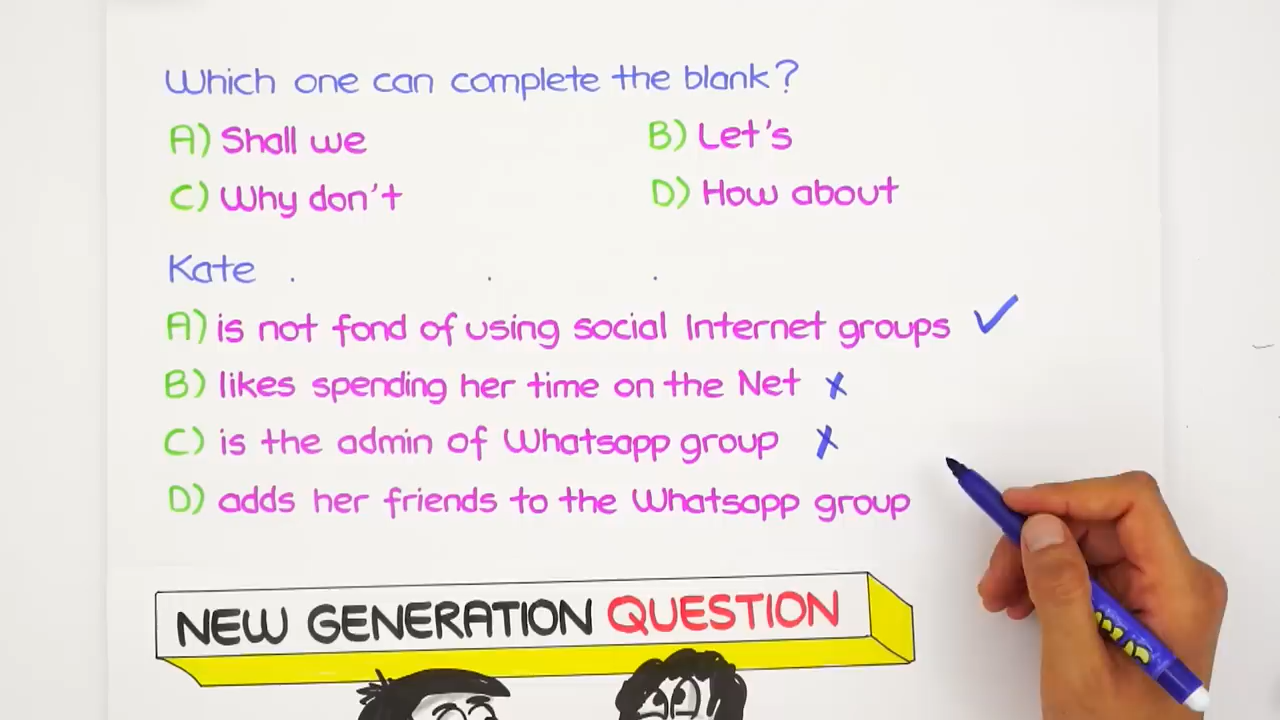 Which one can complete the blank?
A) Shall we B) Let's
C) Why don't D) How about
Kate . . .
A) is not fond of using social Internet groups
B) likes spending her time on the Net
C) is the admin of Whatsapp group
D) adds her friends to the Whatsapp group
NEW GENERATION QUESTION